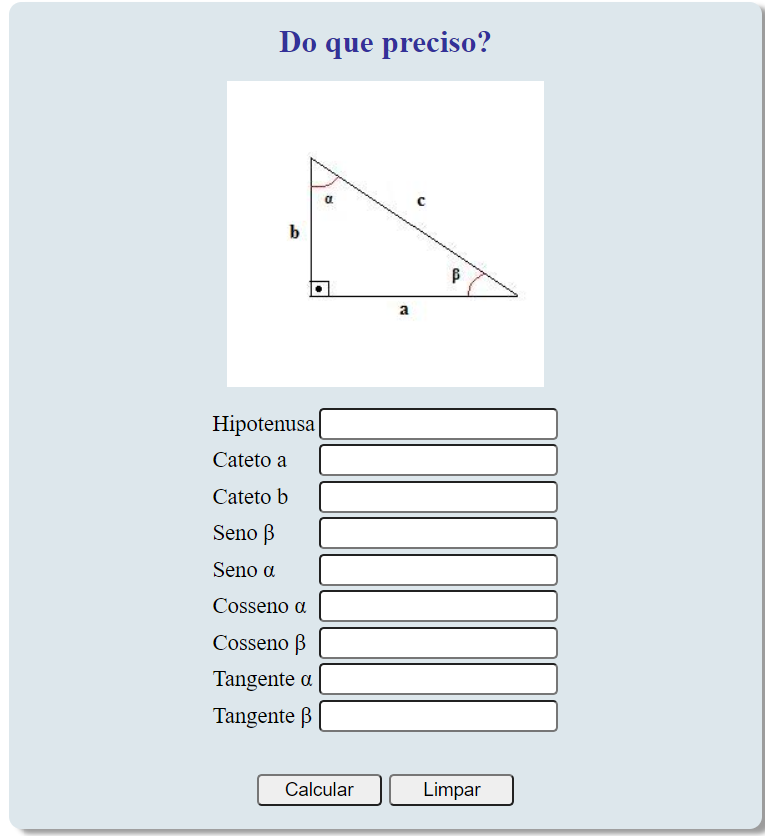 Do que preciso?
α
c
b
β
a
Hipotenusa
Cateto a
Cateto b
Seno β
Seno α
Cosseno α
Cosseno β
Tangente α
Tangente β
Calcular Limpar